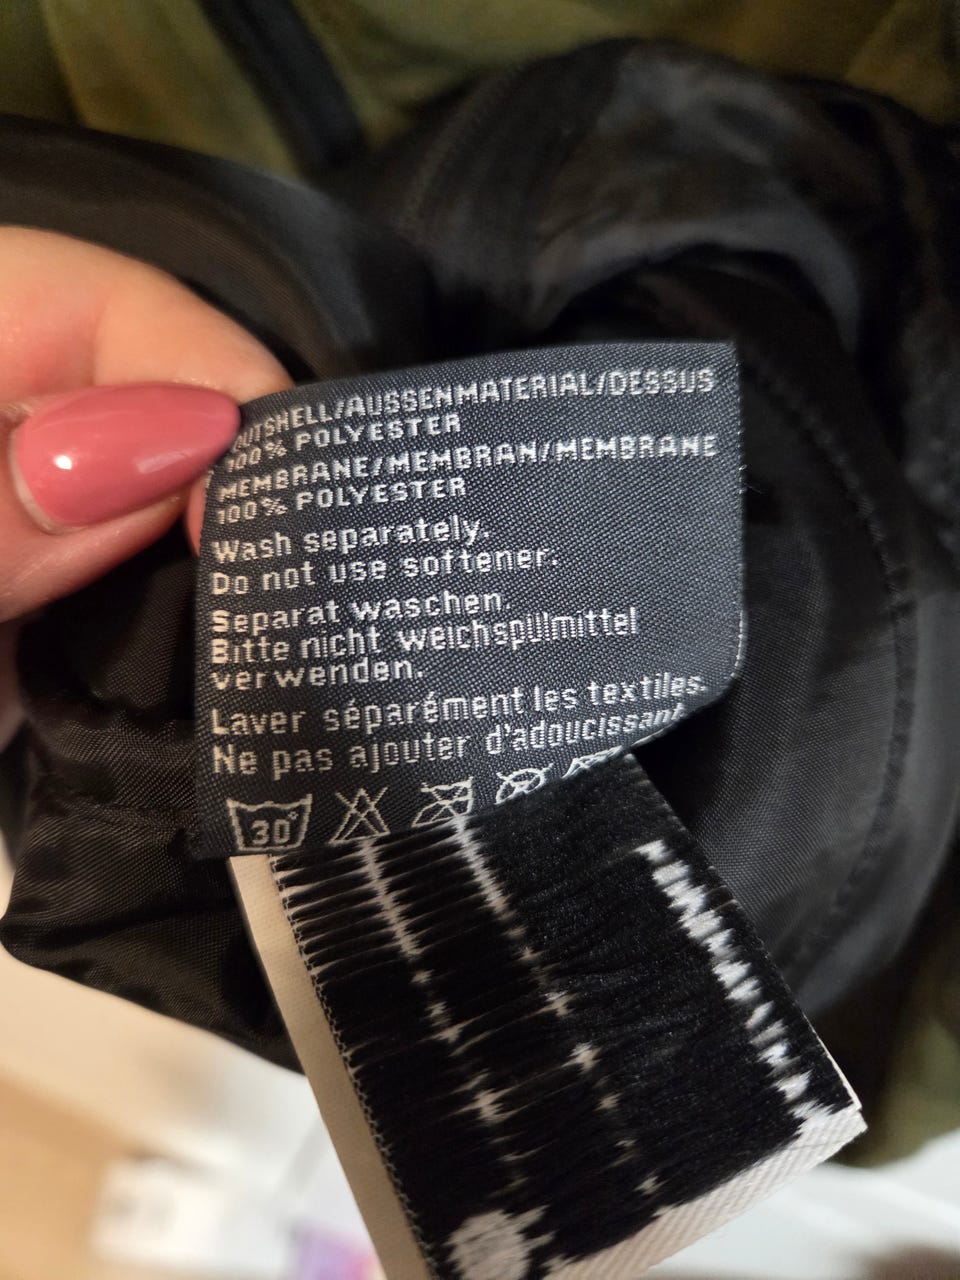 OUTSHELL/AUSSENMATERIAL/DESSUS
100% POLYESTER
MEMBRANE/MEMBRAN/MEMBRANE
100% POLYESTER
Wash separately.
Do not use softener.
Separat waschen.
Bitte nicht weichspülmittel
verwenden.
Laver séparément les textiles.
Ne pas ajouter d'adoucissant
30°